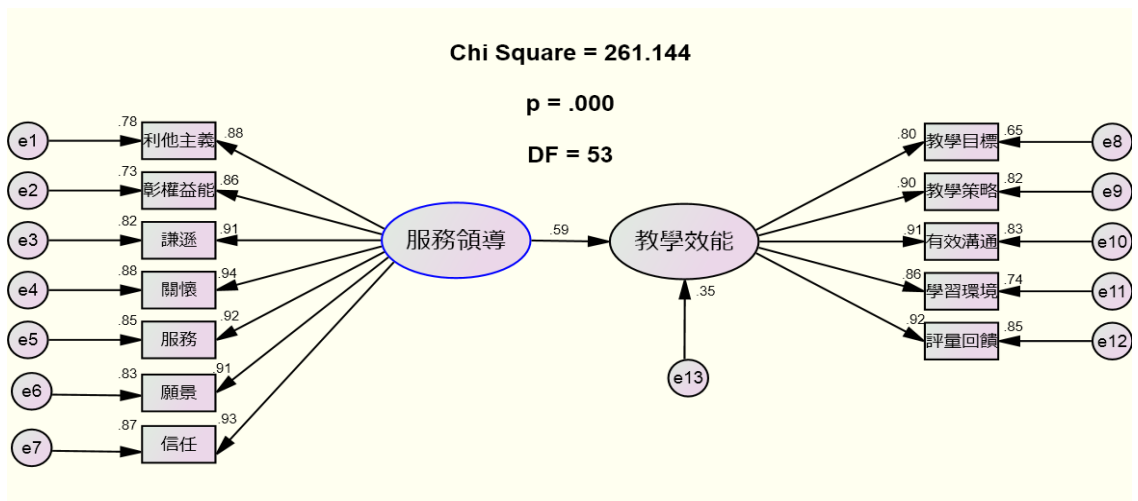 Chi Square = 261.144
p = .000
DF = 53
e1
.78
利他主義
.88
e2
.73
彰權益能
.86
e3
.82
謙遜
.91
e4
.88
關懷
.94
e5
.85
服務
.92
e6
.83
願景
.91
e7
.87
信任
.93
服務領導
.59
教學效能
.35
e13
.80
教學目標
.65
e8
.90
教學策略
.82
e9
.91
有效溝通
.83
e10
.86
學習環境
.74
e11
.92
評量回饋
.85
e12